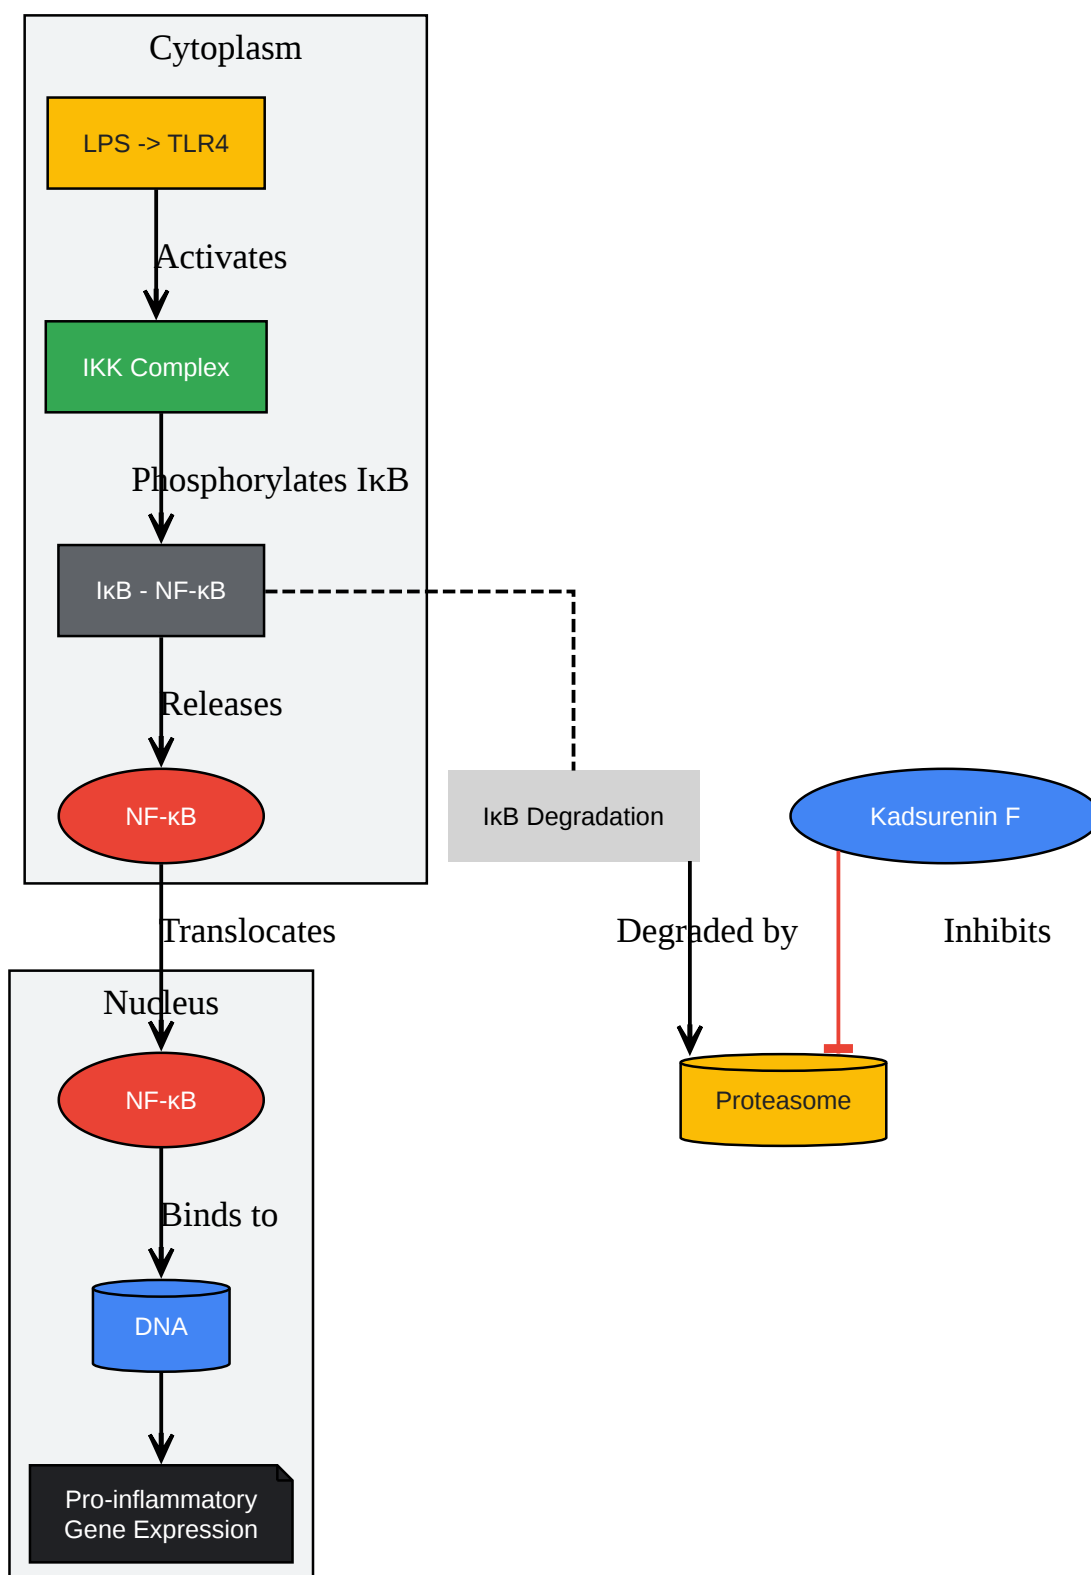 Cytoplasm
LPS -> TLR4
Activates
IKK Complex
Phosphorylates IκB
IκB - NF-κB
Releases
NF-κB
IκB Degradation
Kadsurenin F
Translocates
Degraded by
Inhibits
Nucleus
NF-κB
Proteasome
Binds to
DNA
Pro-inflammatory
Gene Expression